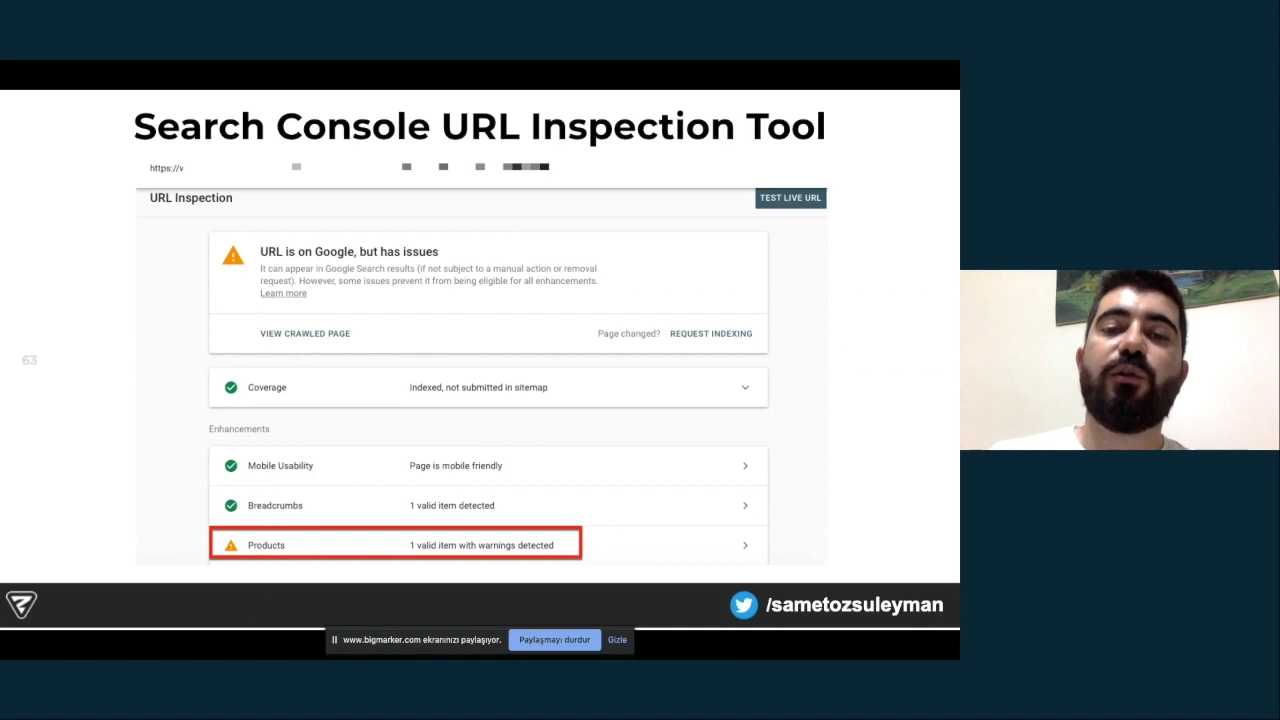 Search Console URL Inspection Tool
https://v
URL Inspection
TEST LIVE URL
URL is on Google, but has issues
It can appear in Google Search results (if not subject to a manual action or removal
request). However, some issues prevent it from being eligible for all enhancements.
Learn more
VIEW CRAWLED PAGE
Page changed? REQUEST INDEXING
63
Coverage Indexed, not submitted in sitemap
Enhancements
Mobile Usability Page is mobile friendly
Breadcrumbs 1 valid item detected
Products 1 valid item with warnings detected
/sametozsuleyman
www.bigmarker.com ekranınızı paylaşıyor. Paylaşmayı durdur Gizle